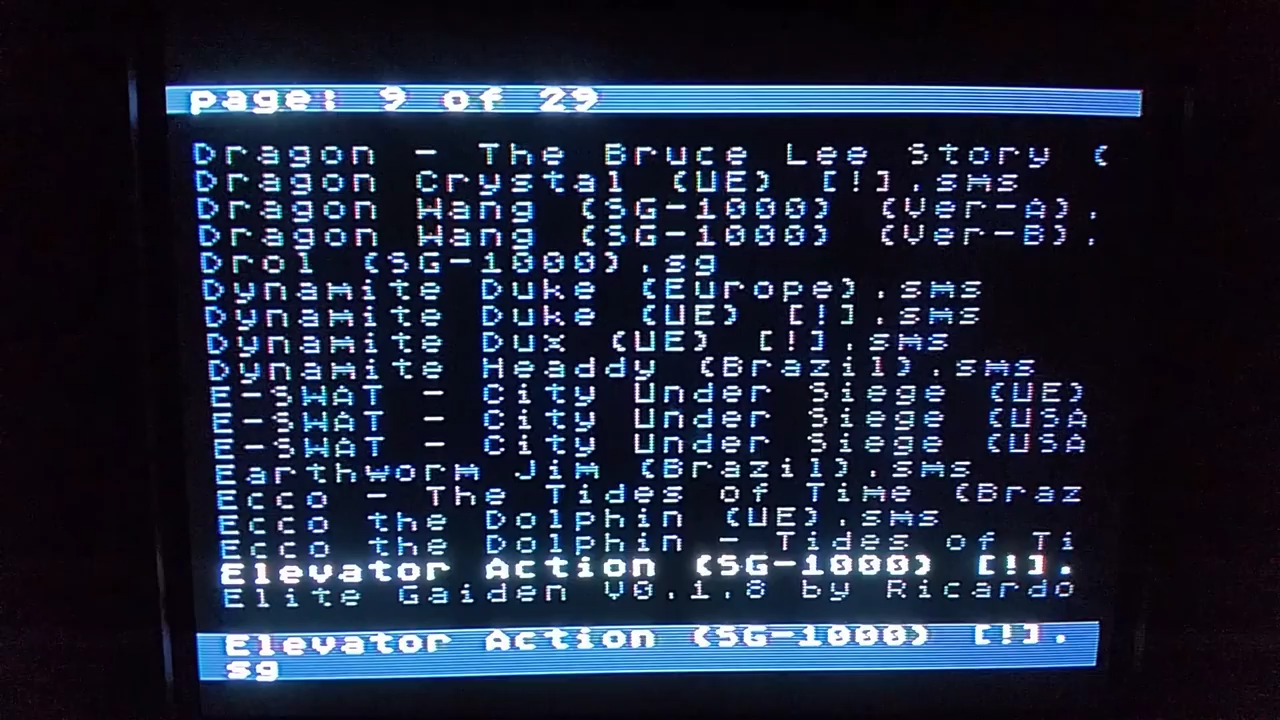 page: 9 of 29
Dragon - The Bruce Lee Story (
Dragon Crystal (UE) [!].sms
Dragon Wang (SG-1000) (Ver-A).
Dragon Wang (SG-1000) (Ver-B).
Drol (SG-1000).sg
Dynamite Duke (Europe).sms
Dynamite Duke (UE) [!].sms
Dynamite Dux (UE) [!].sms
Dynamite Headdy (Brazil).sms
E-SWAT - City Under Siege (UE)
E-SWAT - City Under Siege (USA
E-SWAT - City Under Siege (USA
Earthworm Jim (Brazil).sms
Ecco - The Tides of Time (Braz
Ecco the Dolphin (UE).sms
Ecco the Dolphin - Tides of Ti
Elevator Action (SG-1000) [!].
Elite Gaiden V0.1.8 by Ricardo
Elevator Action (SG-1000) [!].
sg